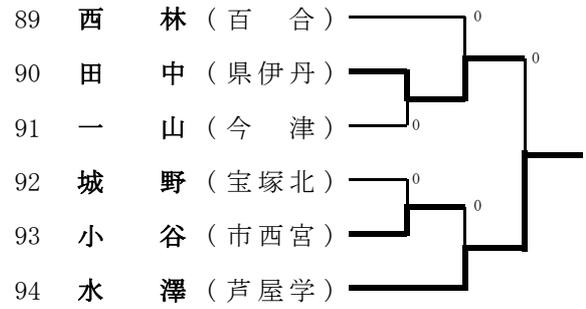 89 西 林 (百 合) 0
90 田 中 (県伊丹) 0
91 一 山 (今 津) 0
92 城 野 (宝塚北) 0
93 小 谷 (市西宮) 0
94 水 澤 (芦屋学)